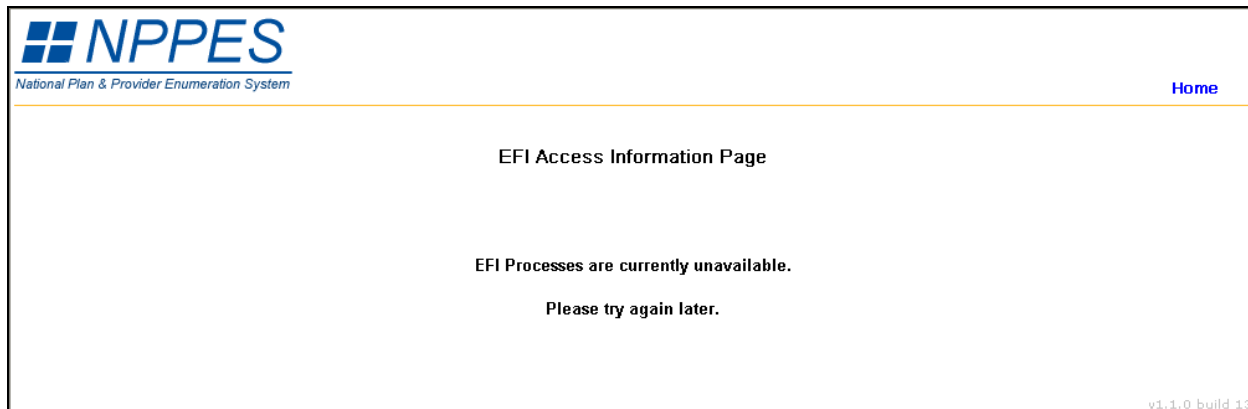 NPPES
National Plan & Provider Enumeration System
Home
EFI Access Information Page
EFI Processes are currently unavailable.
Please try again later.
v1.1.0 build 13